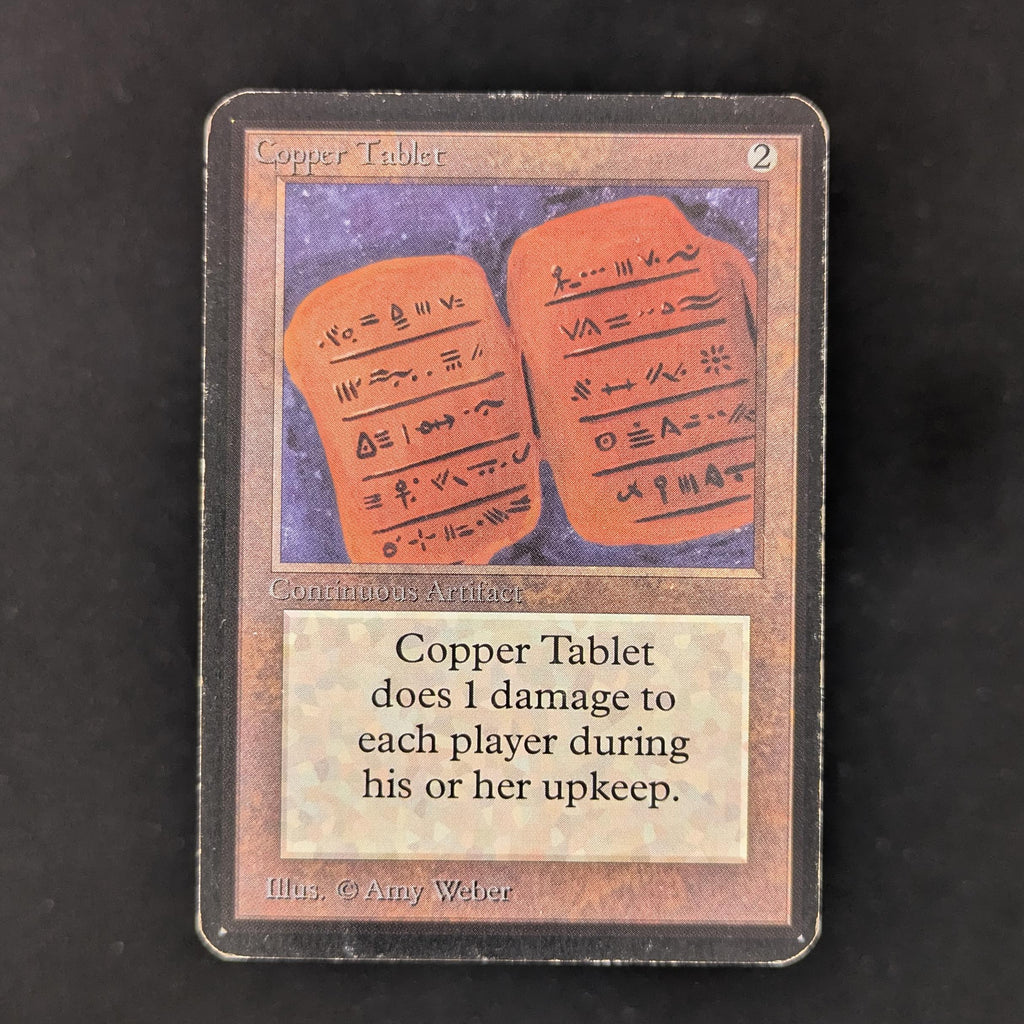 Copper Tablet 2
Continuous Artifact
Copper Tablet
does 1 damage to
each player during
his or her upkeep.
Illus. © Amy Weber